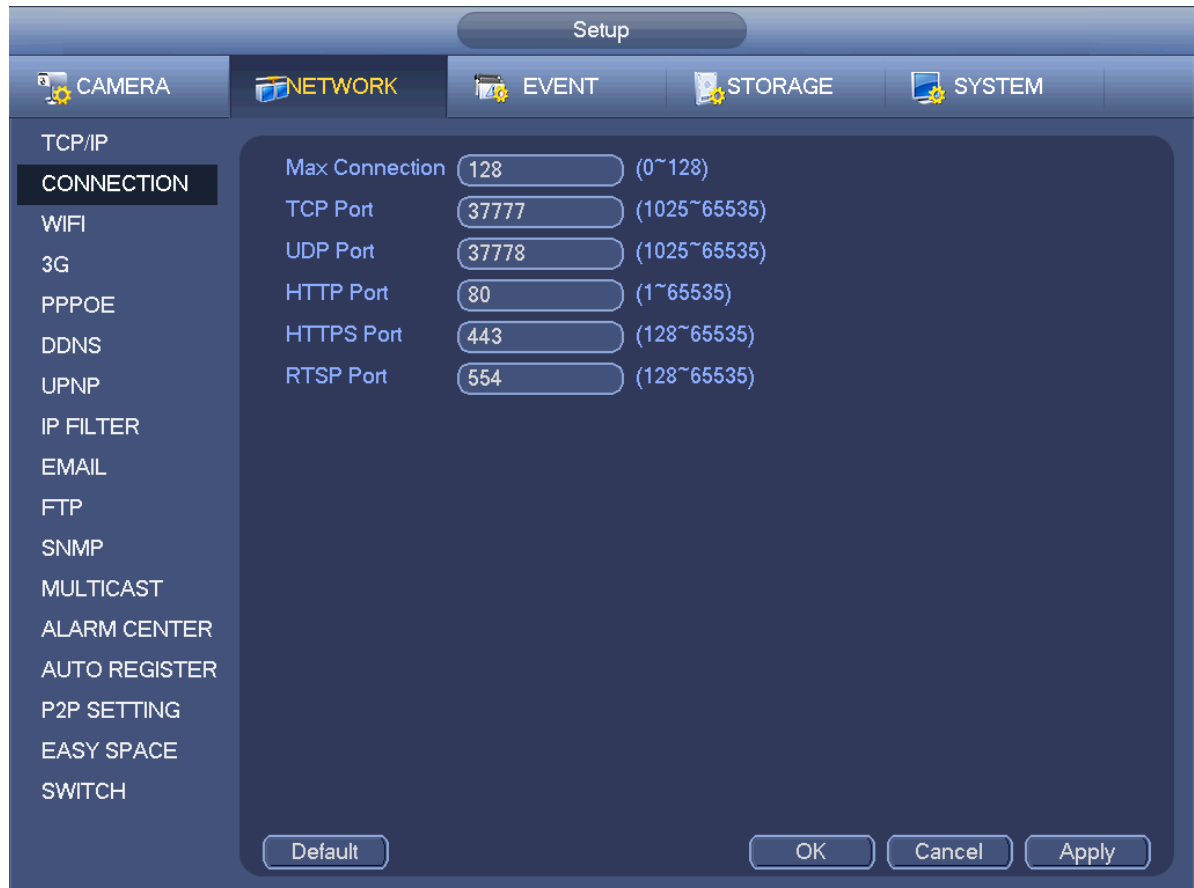 Setup
CAMERA NETWORK EVENT STORAGE SYSTEM
TCP/IP
CONNECTION
WIFI
3G
PPPOE
DDNS
UPNP
IP FILTER
EMAIL
FTP
SNMP
MULTICAST
ALARM CENTER
AUTO REGISTER
P2P SETTING
EASY SPACE
SWITCH
Max Connection 128 (0~128)
TCP Port 37777 (1025~65535)
UDP Port 37778 (1025~65535)
HTTP Port 80 (1~65535)
HTTPS Port 443 (128~65535)
RTSP Port 554 (128~65535)
Default OK Cancel Apply